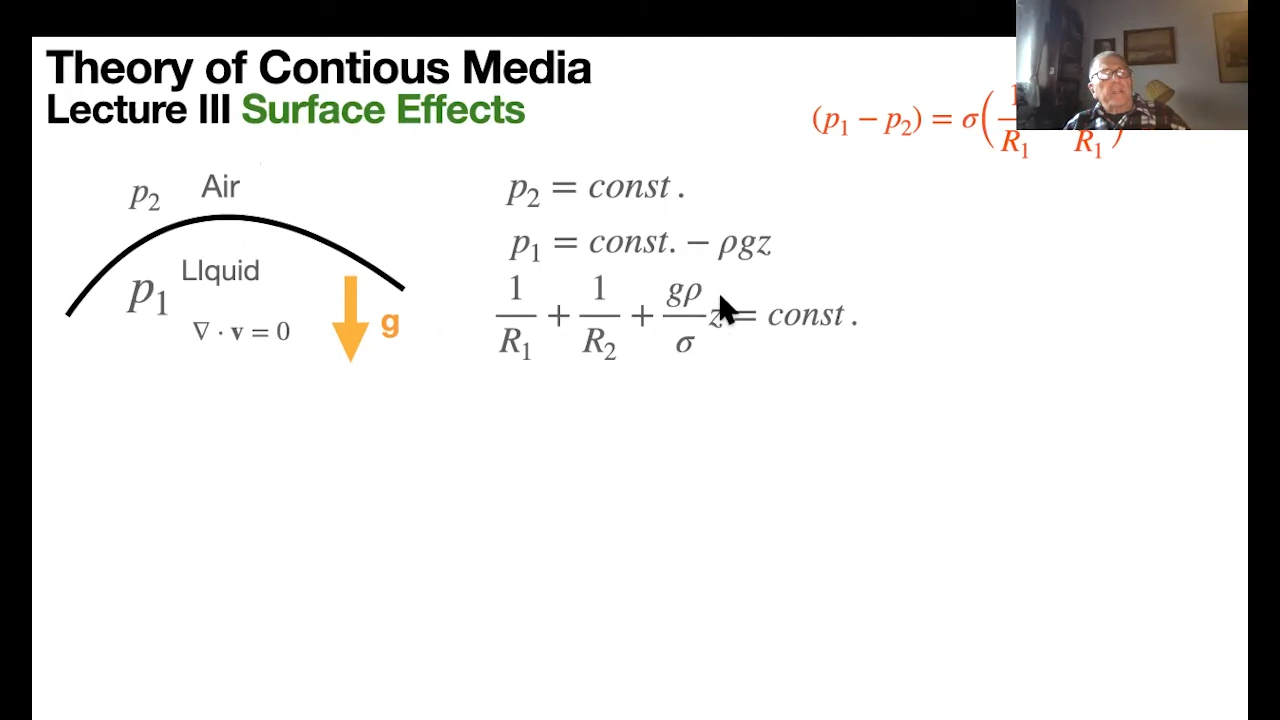 Theory of Contious Media
Lecture III Surface Effects
(p₁ − p₂) = σ(1/R₁ R₁)
p₂ Air
p₂ = const .
p₁ = const. − ρgz
LIquid
p₁
1/R₁ + 1/R₂ + gρ/σ z = const .
∇ · v = 0
g